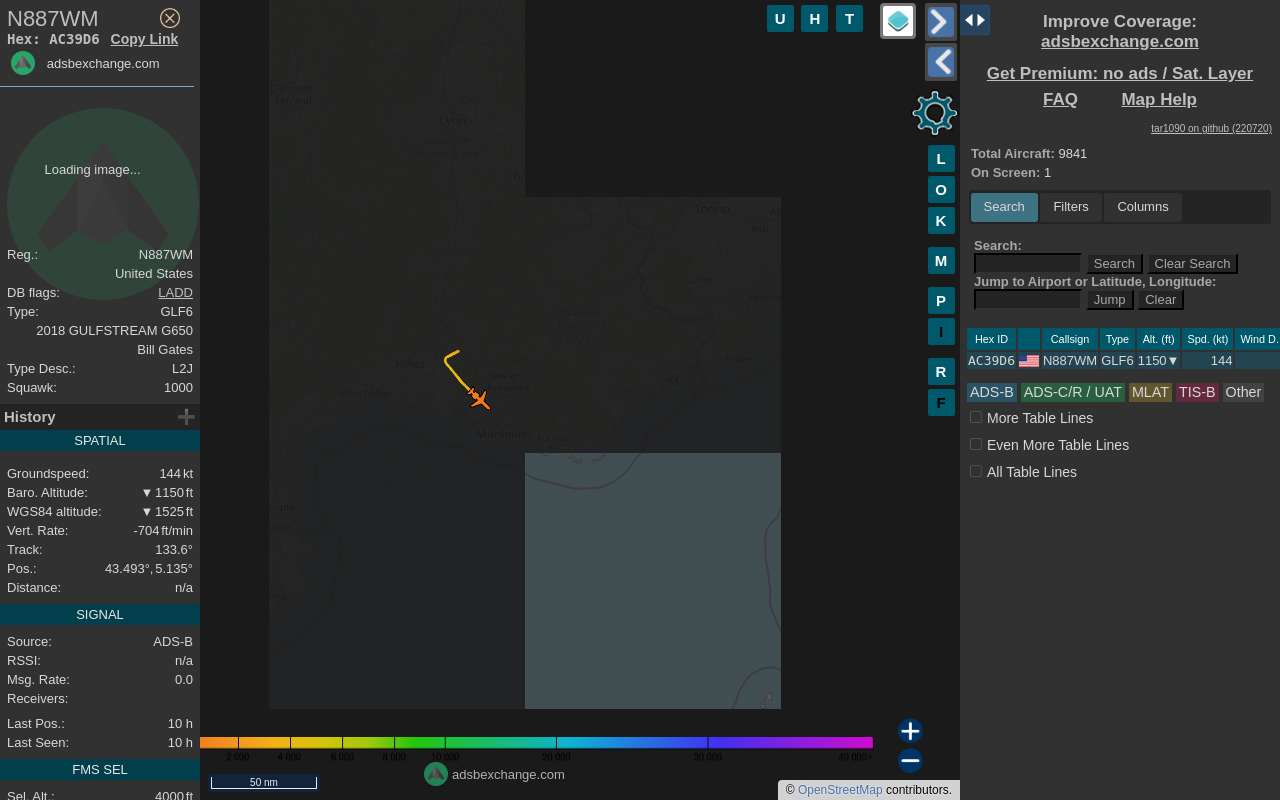 N887WM
Hex: AC39D6 Copy Link
adsbexchange.com
Loading image...
Reg.: N887WM
United States
DB flags: LADD
Type: GLF6
2018 GULFSTREAM G650
Bill Gates
Type Desc.: L2J
Squawk: 1000
History
SPATIAL
Groundspeed: 144 kt
Baro. Altitude: ▼ 1150 ft
WGS84 altitude: ▼ 1525 ft
Vert. Rate: -704 ft/min
Track: 133.6°
Pos.: 43.493°, 5.135°
Distance: n/a
SIGNAL
Source: ADS-B
RSSI: n/a
Msg. Rate: 0.0
Receivers:
Last Pos.: 10 h
Last Seen: 10 h
FMS SEL
Sel. Alt.: 4000 ft
U H T
L
O
K
M
P
I
R
F
Clermont-
Ferrand
Lyon
Torino
Nîmes
Montpellier
Monaco
Marseille
Toulon
2 000 4 000 6 000 8 000 10 000 20 000 30 000 40 000+
50 nm
adsbexchange.com
© OpenStreetMap contributors.
Improve Coverage:
adsbexchange.com
Get Premium: no ads / Sat. Layer
FAQ Map Help
tar1090 on github (220720)
Total Aircraft: 9841
On Screen: 1
Search Filters Columns
Search:
Search Clear Search
Jump to Airport or Latitude, Longitude:
Jump Clear
Hex ID Callsign Type Alt. (ft) Spd. (kt) Wind D.
AC39D6 N887WM GLF6 1150▼ 144
ADS-B ADS-C/R / UAT MLAT TIS-B Other
More Table Lines
Even More Table Lines
All Table Lines